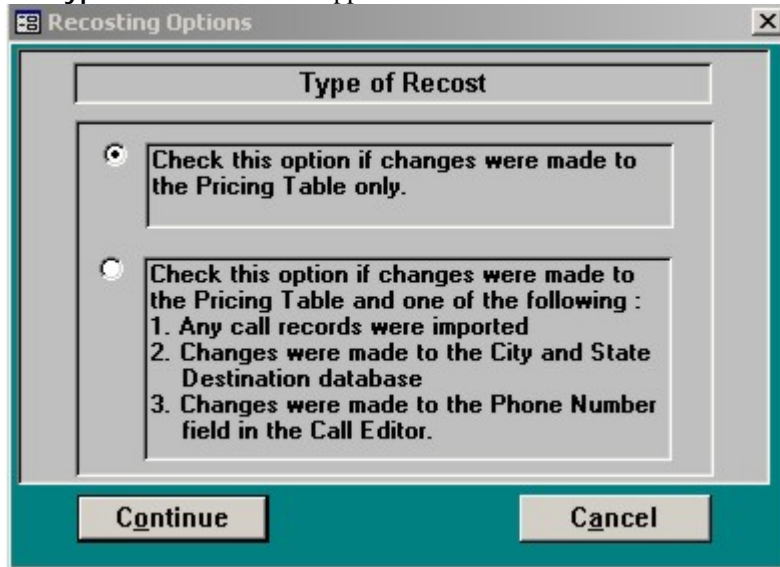 Recosting Options
Type of Recost
Check this option if changes were made to
the Pricing Table only.
Check this option if changes were made to
the Pricing Table and one of the following :
1. Any call records were imported
2. Changes were made to the City and State
Destination database
3. Changes were made to the Phone Number
field in the Call Editor.
Continue
Cancel